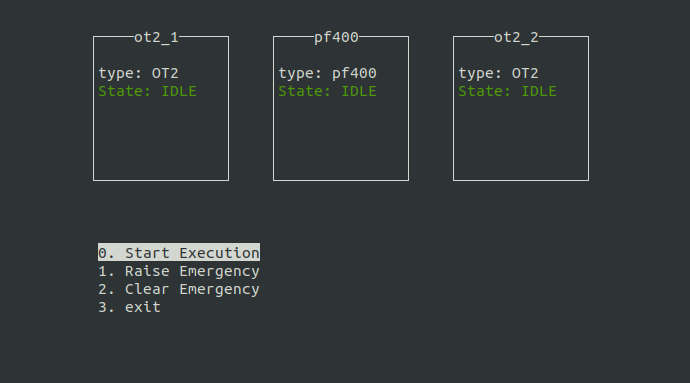 ot2_1 pf400 ot2_2
type: OT2 type: pf400 type: OT2
State: IDLE State: IDLE State: IDLE
0. Start Execution
1. Raise Emergency
2. Clear Emergency
3. exit